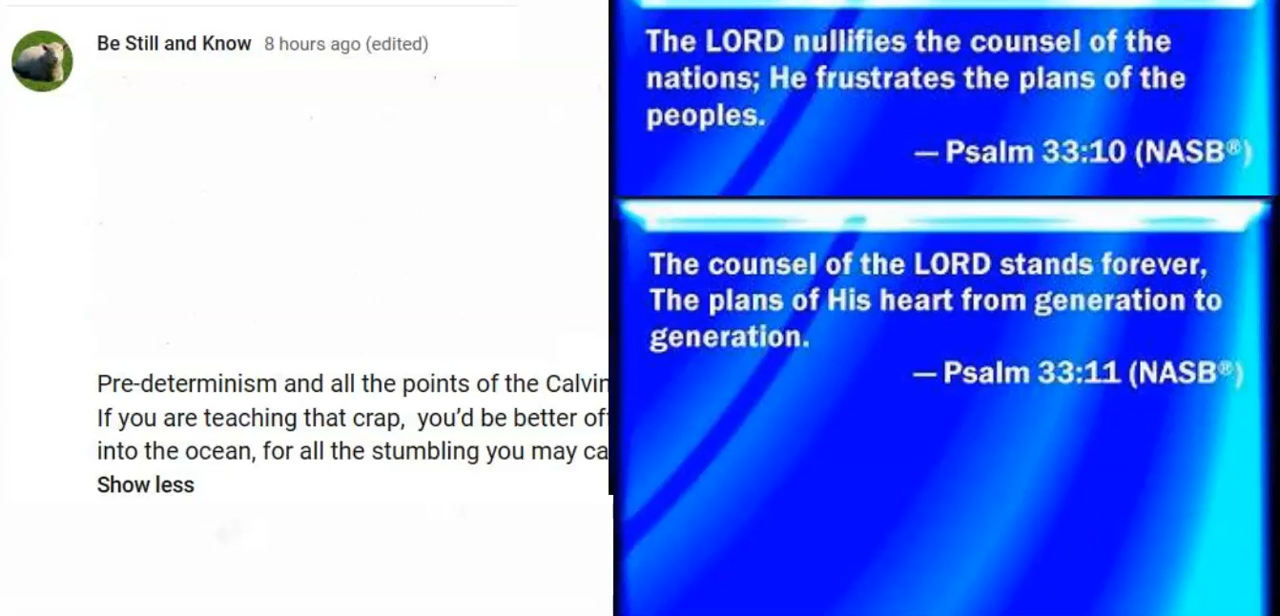 Be Still and Know 8 hours ago (edited)
Pre-determinism and all the points of the
If you are teaching that crap, you'd be better
into the ocean, for all the stumbling you may
Show less
The LORD nullifies the counsel of the
nations; He frustrates the plans of the
peoples.
— Psalm 33:10 (NASB®)
The counsel of the LORD stands forever,
The plans of His heart from generation to
generation.
— Psalm 33:11 (NASB®)